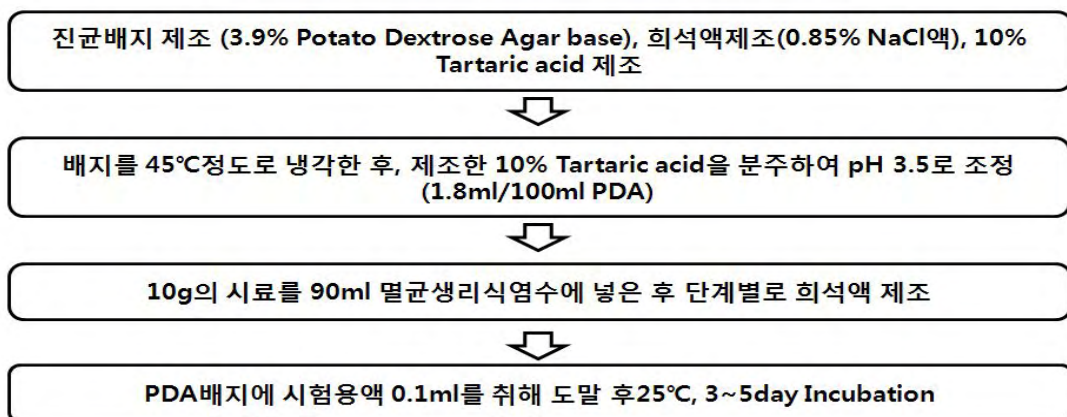 진균배지 제조 (3.9% Potato Dextrose Agar base), 희석액제조(0.85% NaCl액), 10%
Tartaric acid 제조
배지를 45℃정도로 냉각한 후, 제조한 10% Tartaric acid을 분주하여 pH 3.5로 조정
(1.8ml/100ml PDA)
10g의 시료를 90ml 멸균생리식염수에 넣은 후 단계별로 희석액 제조
PDA배지에 시험용액 0.1ml를 취해 도말 후25℃, 3~5day Incubation